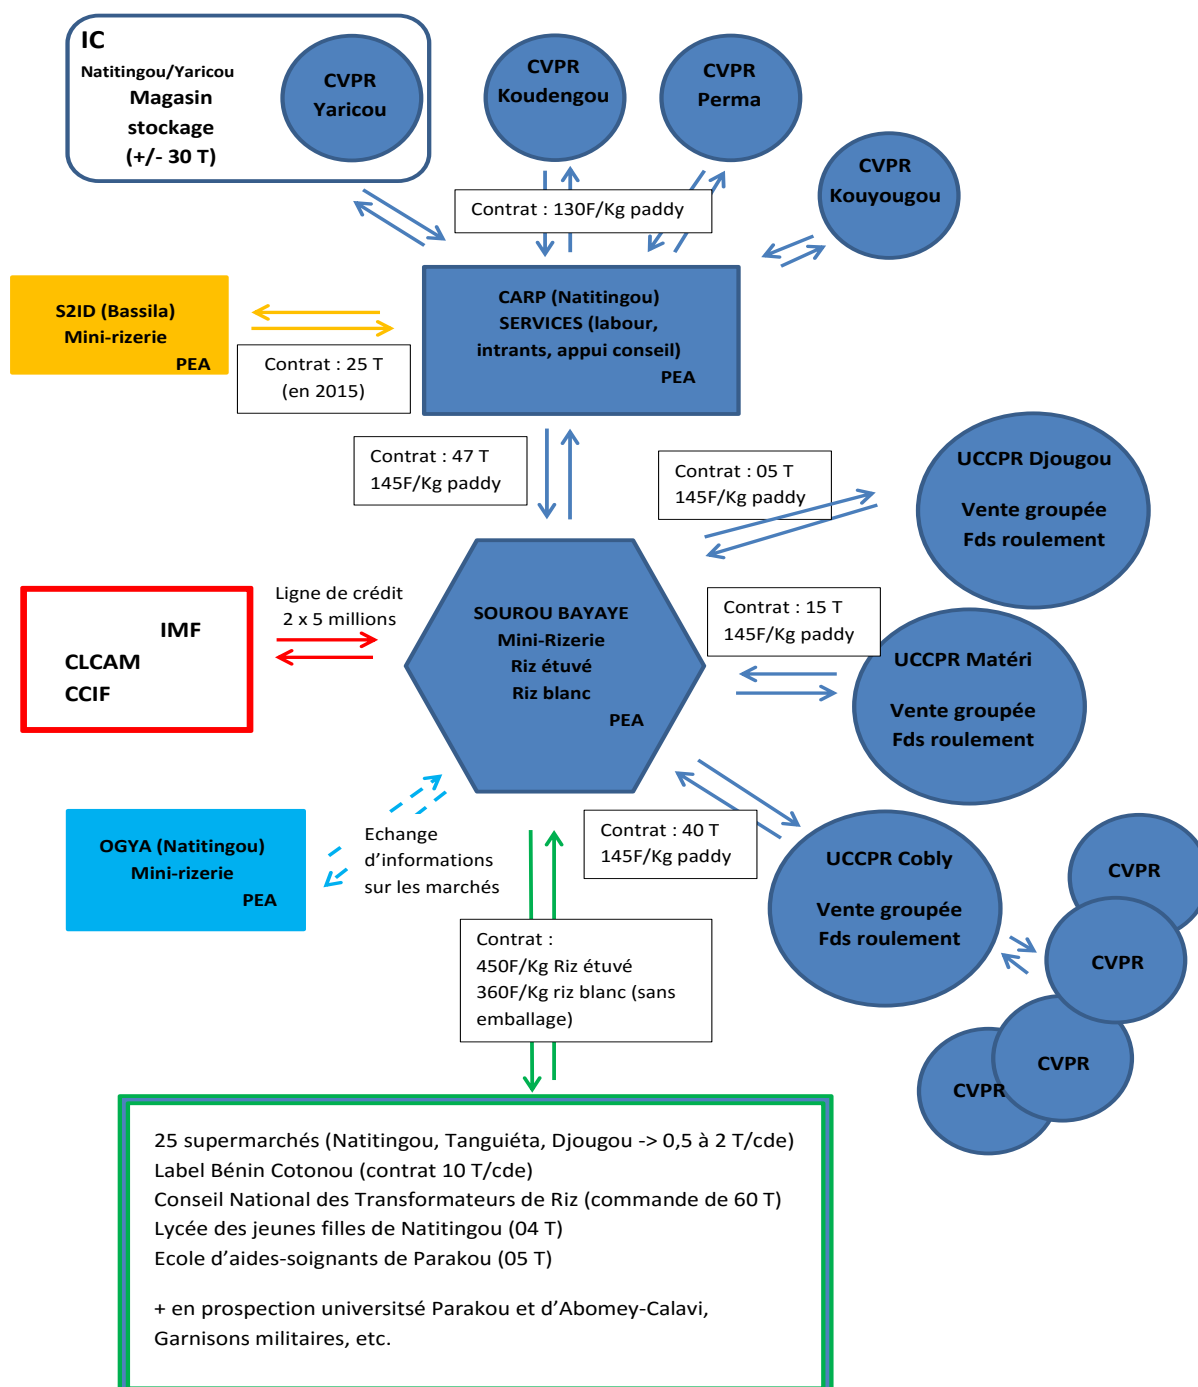 IC
Natitingou/Yaricou
Magasin
stockage
(+/- 30 T)
CVPR
Yaricou
CVPR
Koudengou
CVPR
Perma
CVPR
Kouyougou
Contrat : 130F/Kg paddy
S2ID (Bassila)
Mini-rizerie
PEA
Contrat : 25 T
(en 2015)
CARP (Natitingou)
SERVICES (labour,
intrants, appui conseil)
PEA
Contrat : 47 T
145F/Kg paddy
Contrat : 05 T
145F/Kg paddy
UCCPR Djougou
Vente groupée
Fds roulement
IMF
CLCAM
CCIF
Ligne de crédit
2 x 5 millions
SOUROU BAYAYE
Mini-Rizerie
Riz étuvé
Riz blanc
PEA
Contrat : 15 T
145F/Kg paddy
UCCPR Matéri
Vente groupée
Fds roulement
OGYA (Natitingou)
Mini-rizerie
PEA
Echange
d’informations
sur les marchés
Contrat : 40 T
145F/Kg paddy
UCCPR Cobly
Vente groupée
Fds roulement
CVPR
CVPR
CVPR
CVPR
Contrat :
450F/Kg Riz étuvé
360F/Kg riz blanc (sans
emballage)
25 supermarchés (Natitingou, Tanguiéta, Djougou -> 0,5 à 2 T/cde)
Label Bénin Cotonou (contrat 10 T/cde)
Conseil National des Transformateurs de Riz (commande de 60 T)
Lycée des jeunes filles de Natitingou (04 T)
Ecole d’aides-soignants de Parakou (05 T)
+ en prospection universitsé Parakou et d’Abomey-Calavi,
Garnisons militaires, etc.